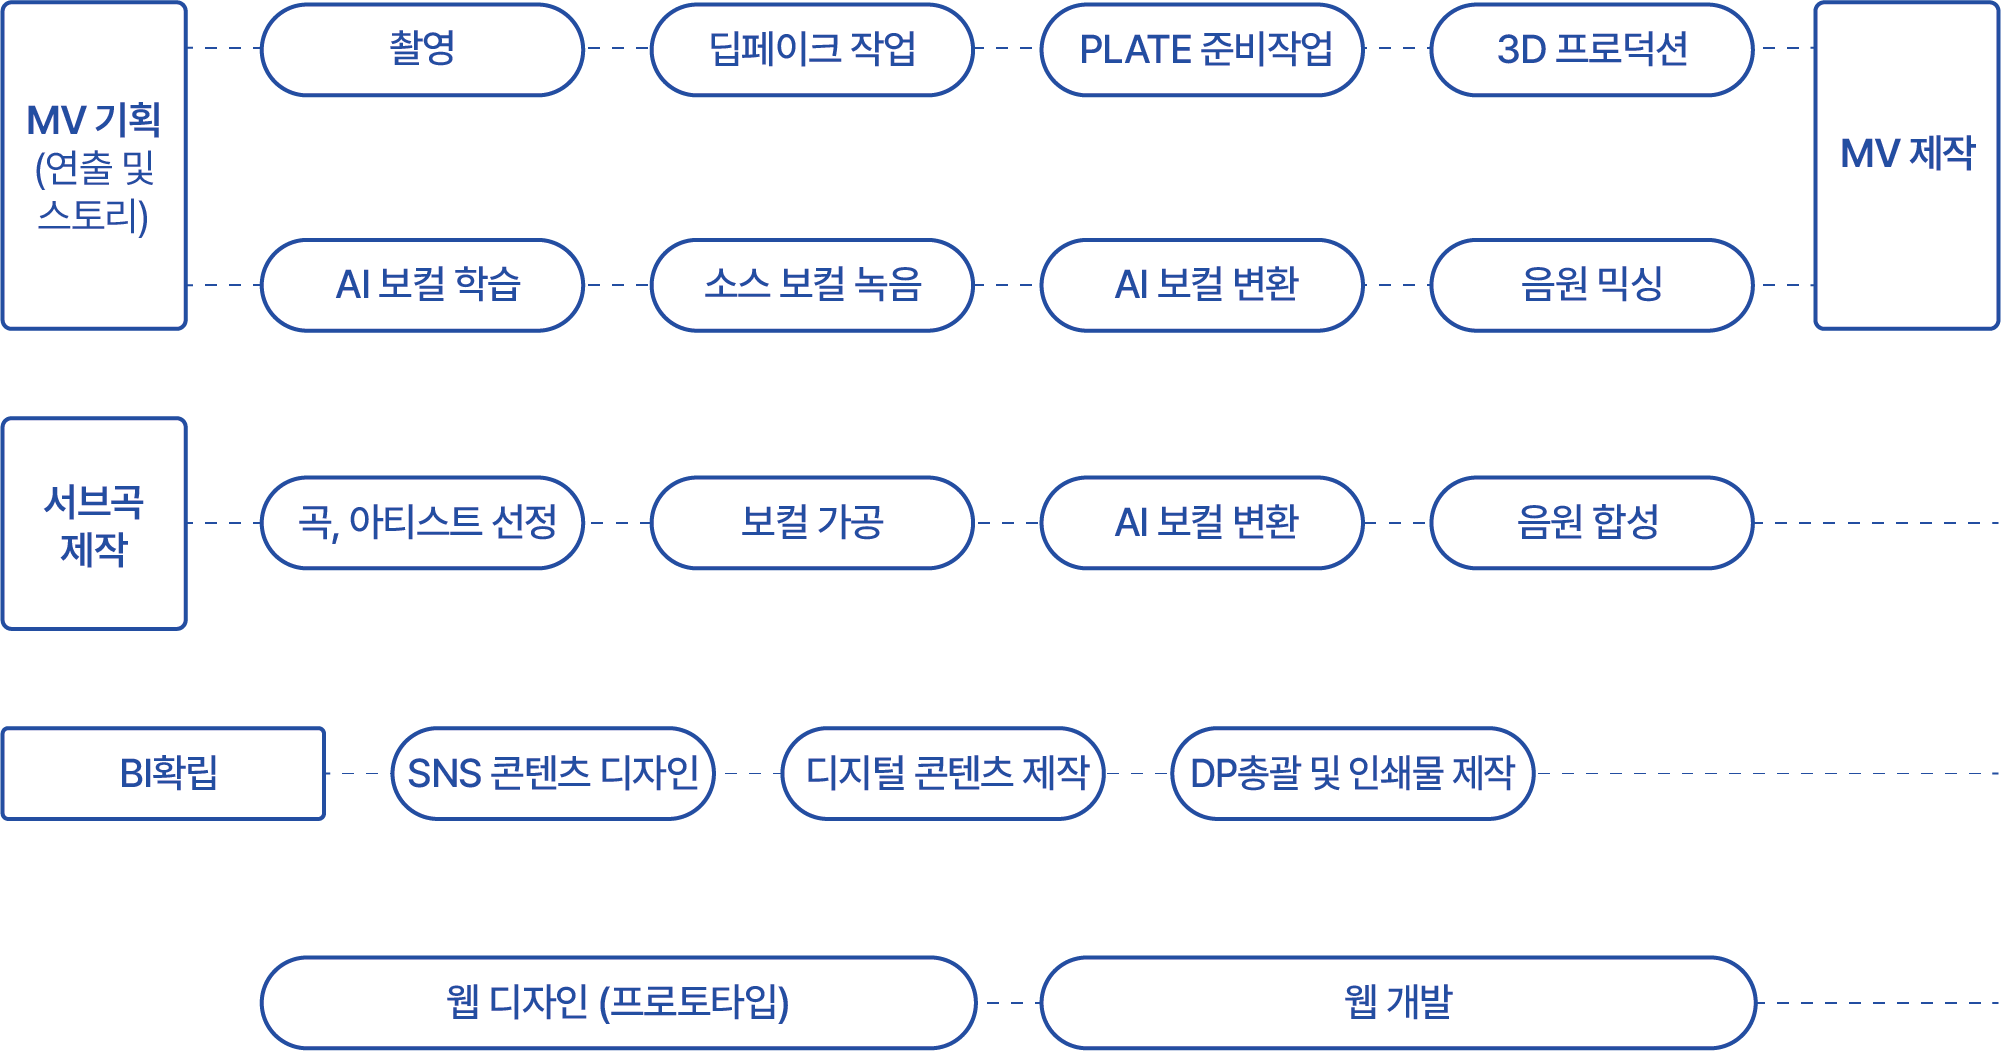 MV 기획
(연출 및
스토리)
촬영
딥페이크 작업
PLATE 준비작업
3D 프로덕션
AI 보컬 학습
소스 보컬 녹음
AI 보컬 변환
음원 믹싱
MV 제작
서브곡
제작
곡, 아티스트 선정
보컬 가공
AI 보컬 변환
음원 합성
BI확립
SNS 콘텐츠 디자인
디지털 콘텐츠 제작
DP총괄 및 인쇄물 제작
웹 디자인 (프로토타입)
웹 개발